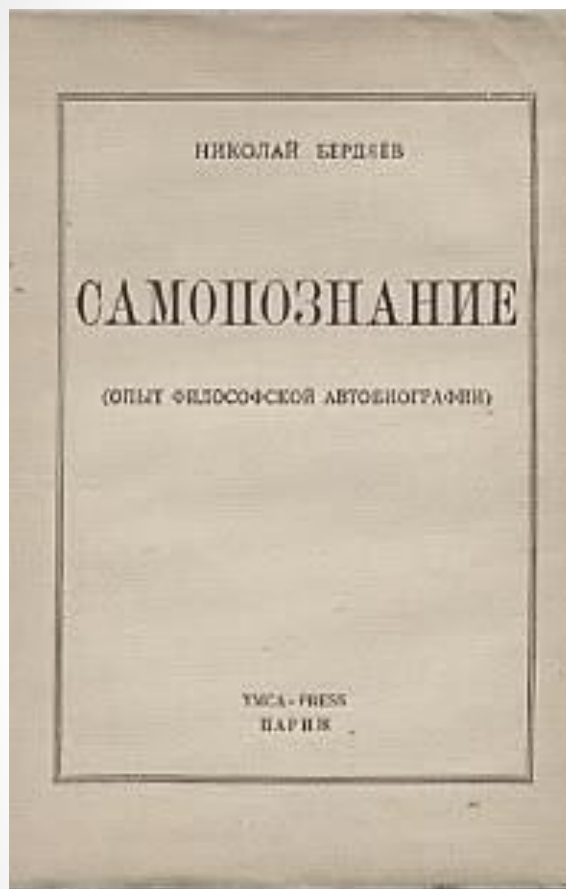 НИКОЛАЙ БЕРДЯЕВ
САМОПОЗНАНИЕ
(ОПЫТ ФИЛОСОФСКОЙ АВТОБИОГРАФИИ)
YMCA-PRESS
ПАРИЖ